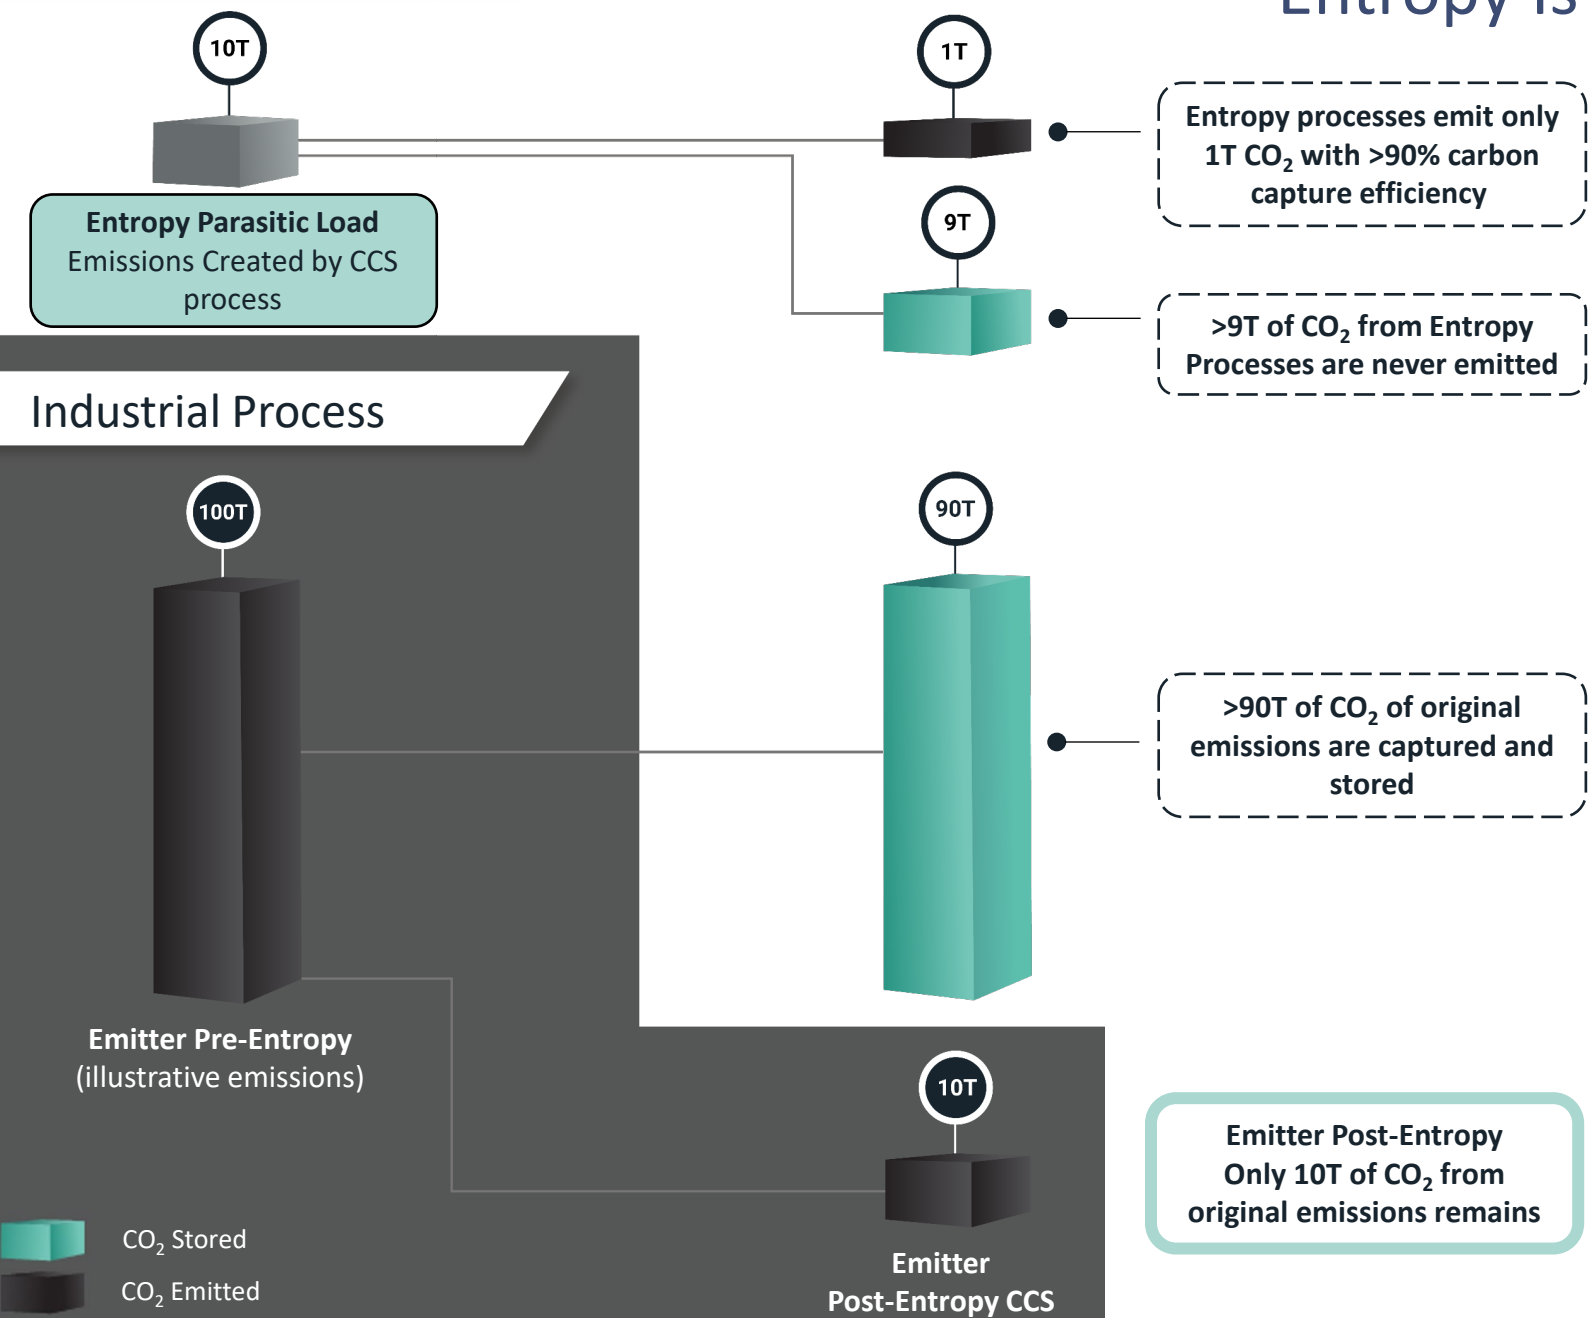 Entropy is
10T
1T
Entropy processes emit only
1T CO₂ with >90% carbon
capture efficiency
Entropy Parasitic Load
Emissions Created by CCS
process
9T
>9T of CO₂ from Entropy
Processes are never emitted
Industrial Process
100T
90T
>90T of CO₂ of original
emissions are captured and
stored
Emitter Pre-Entropy
(illustrative emissions)
10T
Emitter Post-Entropy
Only 10T of CO₂ from
original emissions remains
CO₂ Stored
CO₂ Emitted
Emitter
Post-Entropy CCS